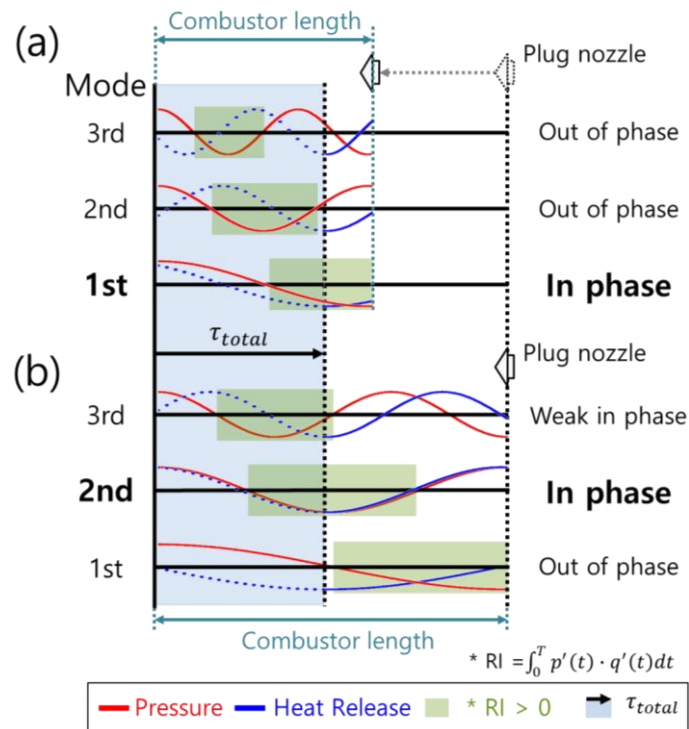 Combustor length
(a)
Plug nozzle
Mode
3rd
Out of phase
2nd
Out of phase
1st
In phase
τ_total
Plug nozzle
(b)
3rd
Weak in phase
2nd
In phase
1st
Out of phase
Combustor length
* RI =∫₀ᵀ p′(t) · q′(t)dt
Pressure Heat Release * RI > 0 τ_total